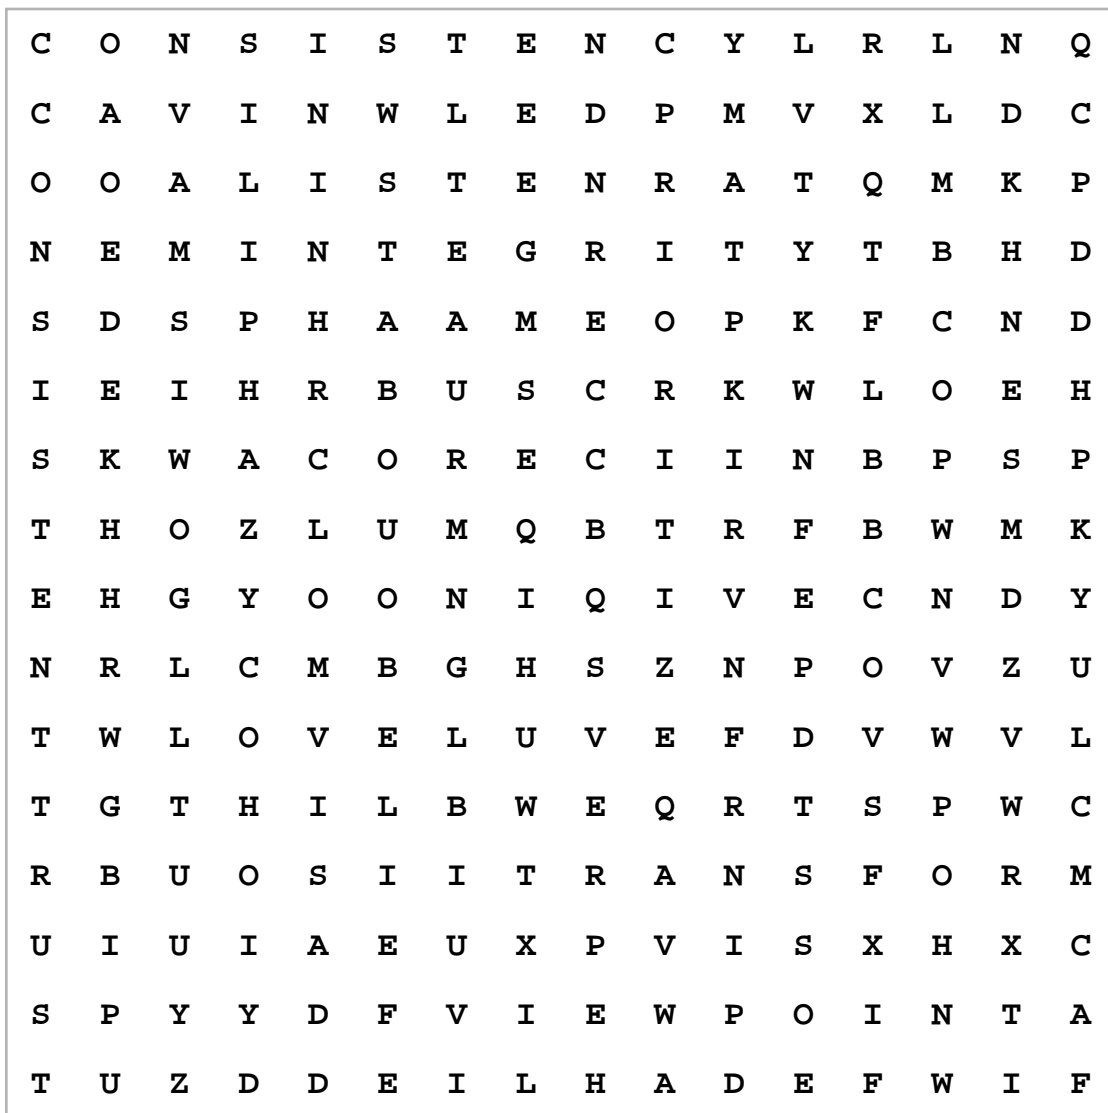 C O N S I S T E N C Y L R L N Q
C A V I N W L E D P M V X L D C
O O A L I S T E N R A T Q M K P
N E M I N T E G R I T Y T B H D
S D S P H A A M E O P K F C N D
I E I H R B U S C R K W L O E H
S K W A C O R E C I I N B P S P
T H O Z L U M Q B T R F B W M K
E H G Y O O N I Q I V E C N D Y
N R L C M B G H S Z N P O V Z U
T W L O V E L U V E F D V W V L
T G T H I L B W E Q R T S P W C
R B U O S I I T R A N S F O R M
U I U I A E U X P V I S X H X C
S P Y Y D F V I E W P O I N T A
T U Z D D E I L H A D E F W I F